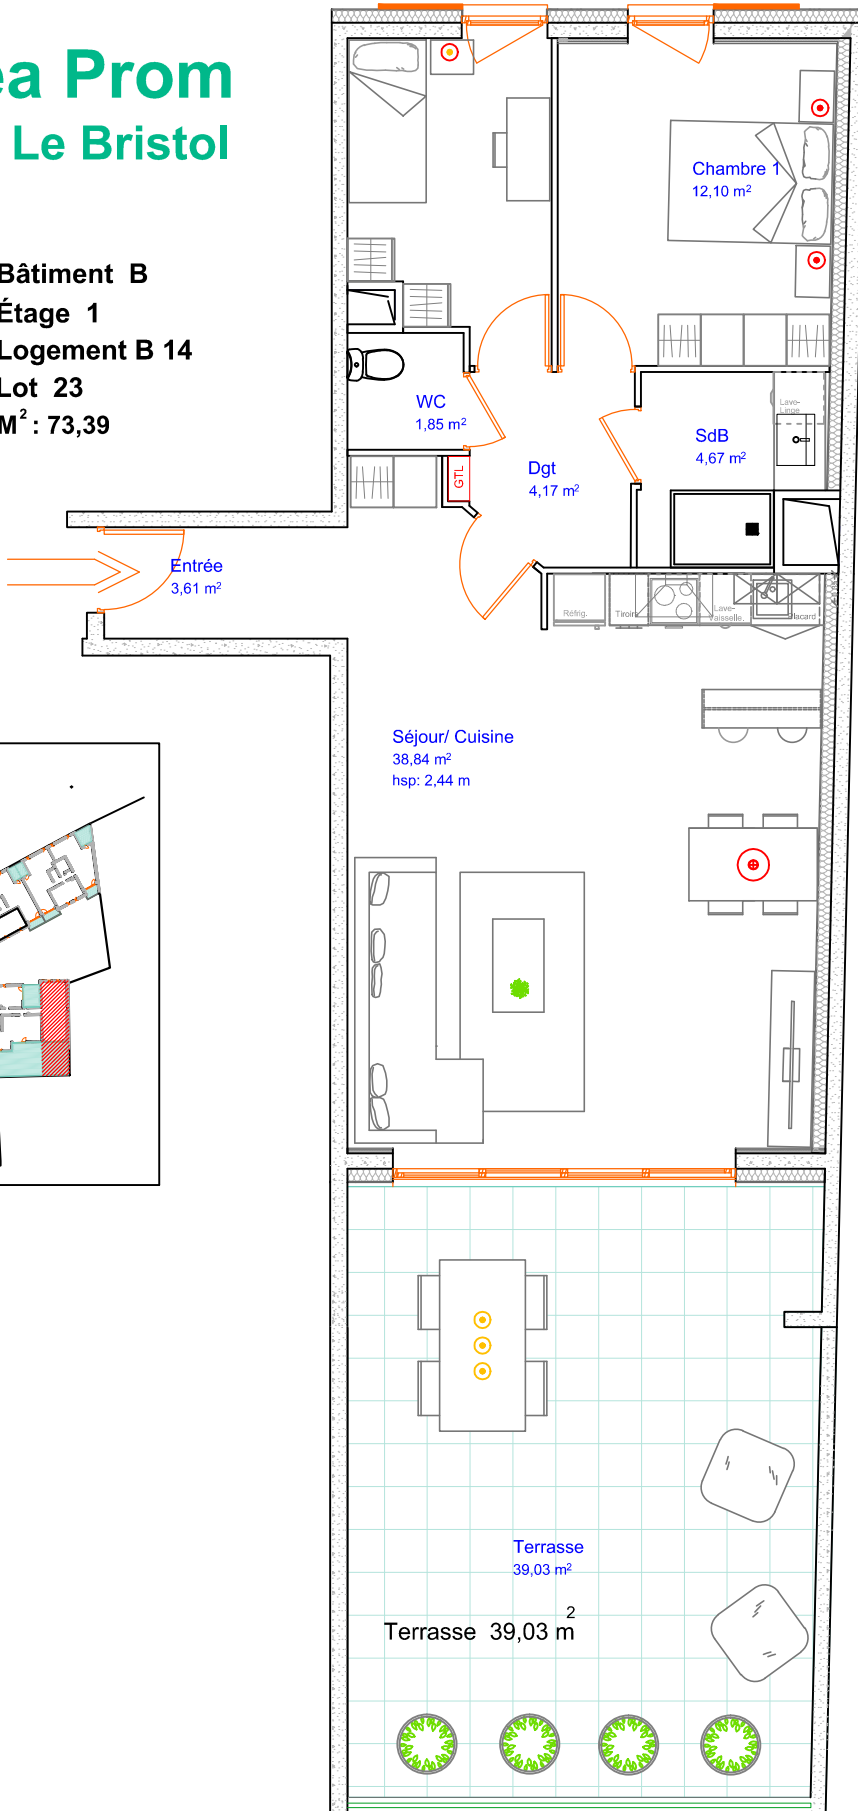 ea Prom
Le Bristol
Bâtiment B
Étage 1
Logement B 14
Lot 23
M² : 73,39
Chambre 1
12,10 m²
WC
1,85 m²
Lave-
Linge
SdB
4,67 m²
Dgt
4,17 m²
GTL
Entrée
3,61 m²
Réfrig.
Tiroirs
Lave-
Vaisselle.
Placard
Séjour/ Cuisine
38,84 m²
hsp: 2,44 m
Terrasse
39,03 m²
Terrasse 39,03 m²